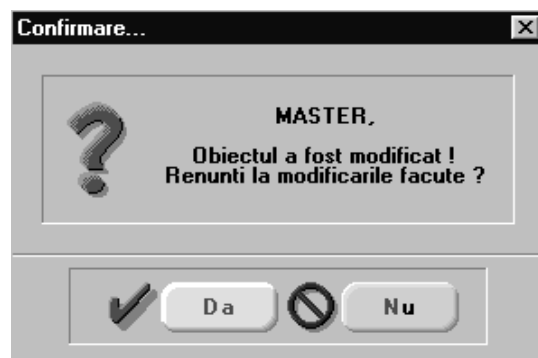 Confirmare...
MASTER,
Obiectul a fost modificat !
Renunti la modificarile facute ?
Da
Nu